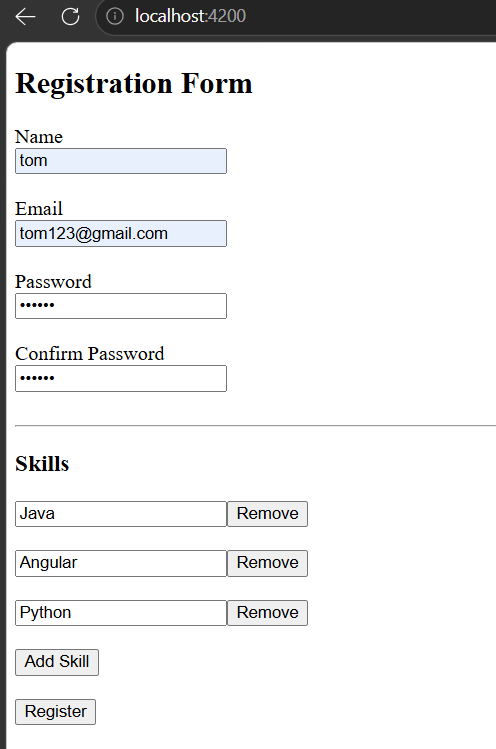 localhost:4200
Registration Form
Name
tom
Email
tom123@gmail.com
Password
••••••
Confirm Password
••••••
Skills
Java Remove
Angular Remove
Python Remove
Add Skill
Register